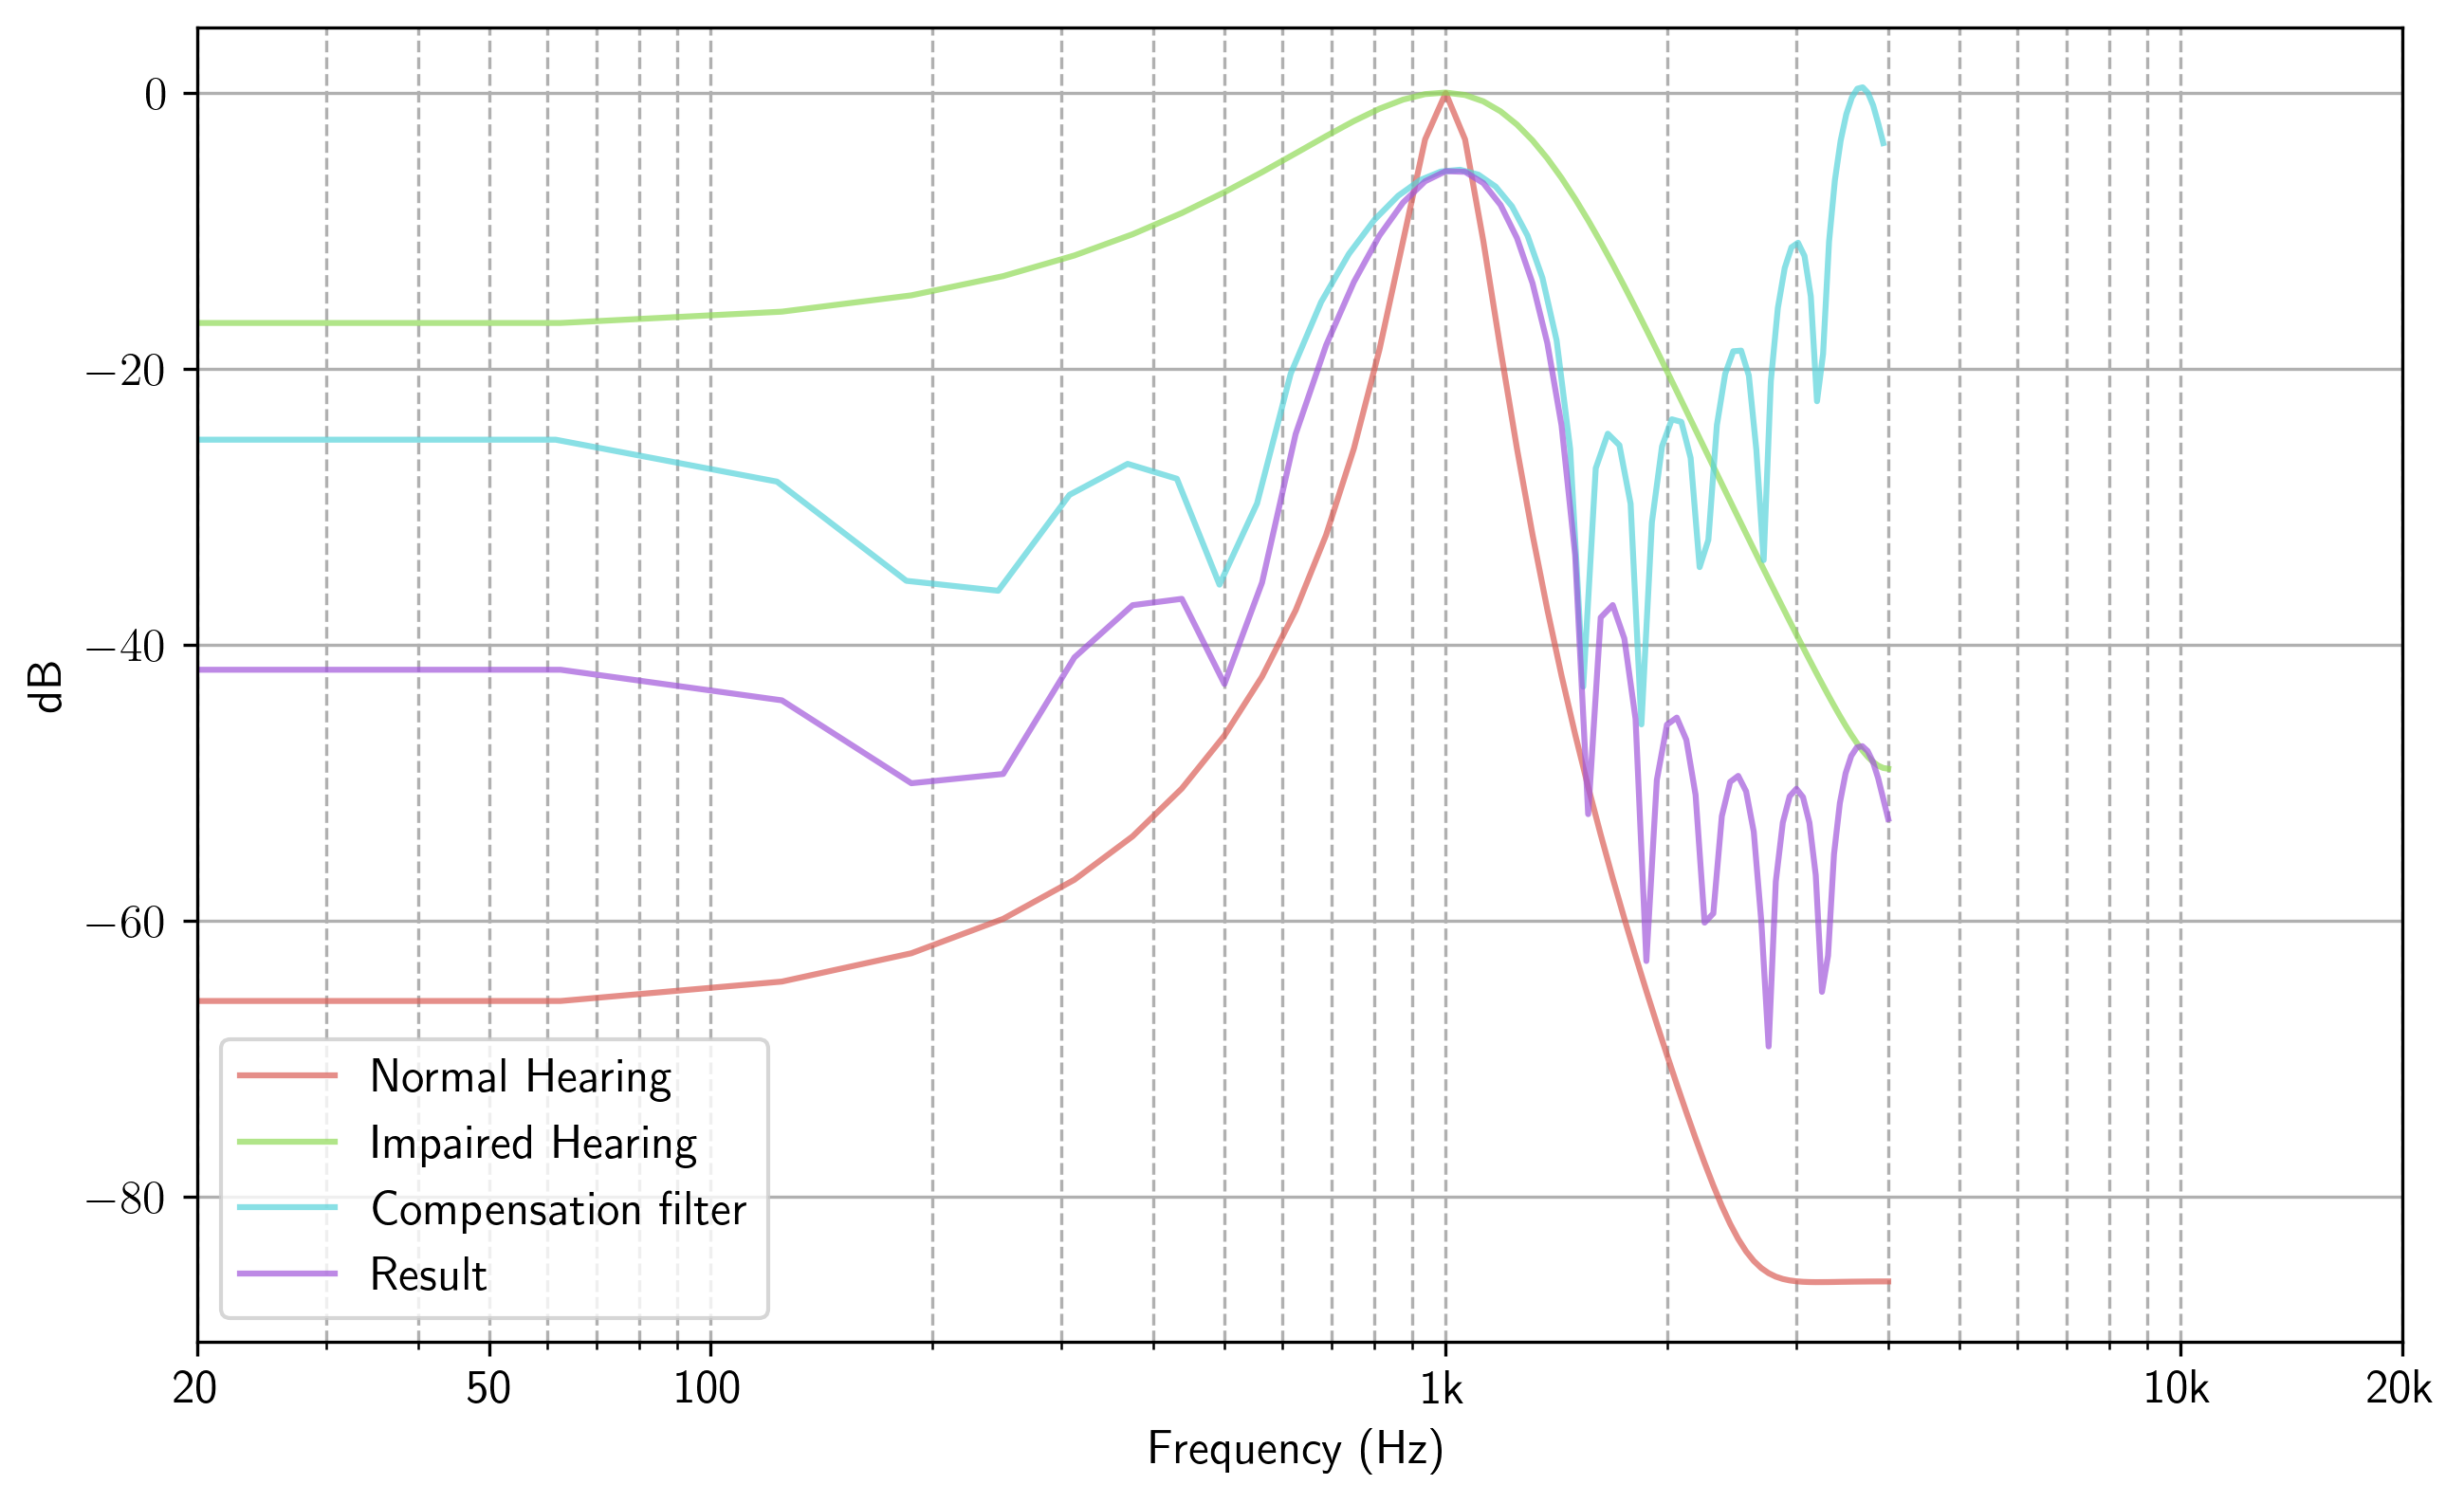 0
−20
−40
−60
−80
dB
Normal Hearing
Impaired Hearing
Compensation filter
Result
20 50 100 1k 10k 20k
Frequency (Hz)